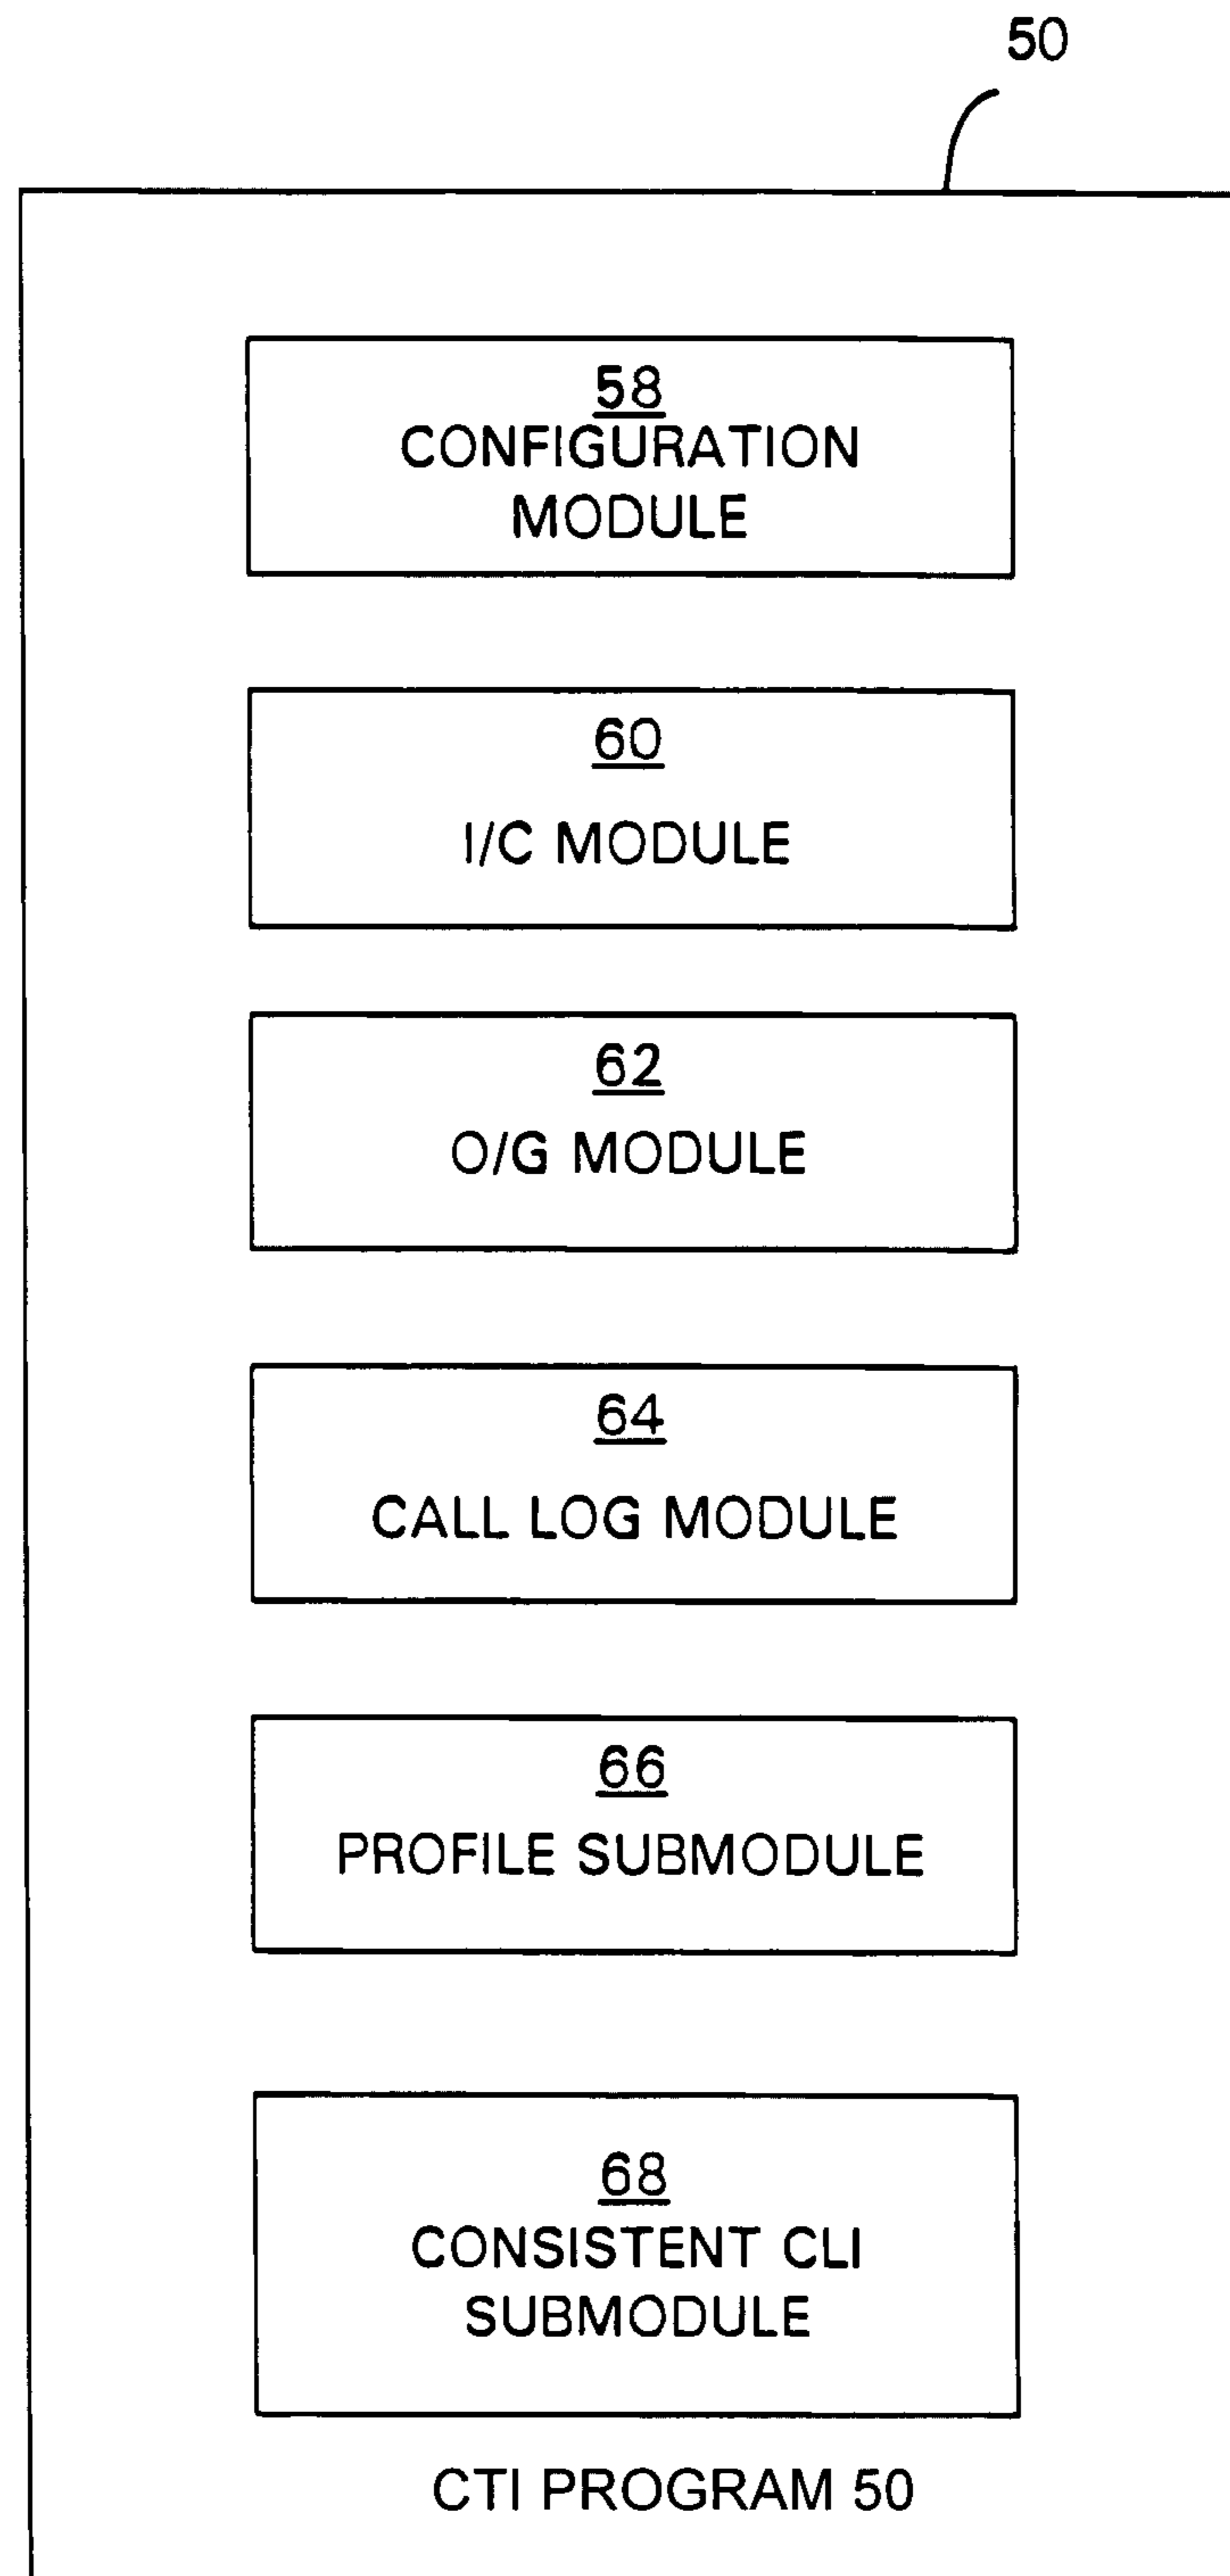 50
58
CONFIGURATION
MODULE
60
I/C MODULE
62
O/G MODULE
64
CALL LOG MODULE
66
PROFILE SUBMODULE
68
CONSISTENT CLI
SUBMODULE
CTI PROGRAM 50